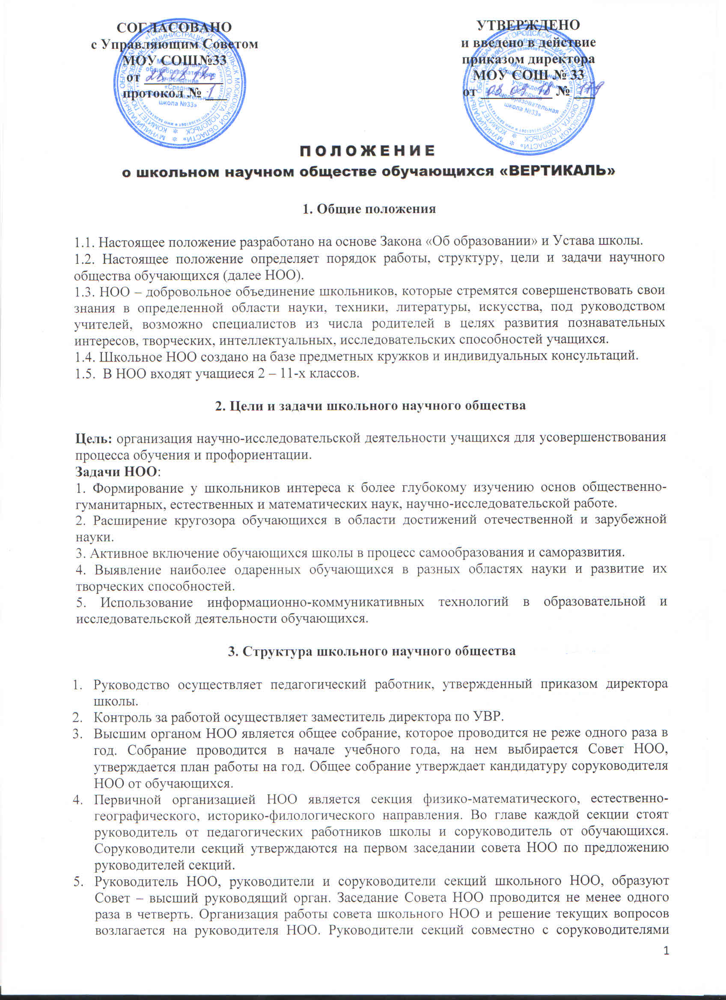 СОГЛАСОВАНО
с Управляющим Советом
МОУ СОШ№33
от 28.08.18г
протокол № 1
УТВЕРЖДЕНО
и введено в действие
приказом директора
МОУ СОШ № 33
от 03 09 18 № 179
Муниципальное
общеобразовательное
учреждение
«Средняя
общеобразовательная
школа №33»
Муниципальное
общеобразовательное
учреждение
«Средняя
общеобразовательная
школа №33»
ПОЛОЖЕНИЕ
о школьном научном обществе обучающихся «ВЕРТИКАЛЬ»
1. Общие положения
1.1. Настоящее положение разработано на основе Закона «Об образовании» и Устава школы.
1.2. Настоящее положение определяет порядок работы, структуру, цели и задачи научного
общества обучающихся (далее НОО).
1.3. НОО – добровольное объединение школьников, которые стремятся совершенствовать свои
знания в определенной области науки, техники, литературы, искусства, под руководством
учителей, возможно специалистов из числа родителей в целях развития познавательных
интересов, творческих, интеллектуальных, исследовательских способностей учащихся.
1.4. Школьное НОО создано на базе предметных кружков и индивидуальных консультаций.
1.5. В НОО входят учащиеся 2 – 11-х классов.
2. Цели и задачи школьного научного общества
Цель: организация научно-исследовательской деятельности учащихся для усовершенствования
процесса обучения и профориентации.
Задачи НОО:
1. Формирование у школьников интереса к более глубокому изучению основ общественно-
гуманитарных, естественных и математических наук, научно-исследовательской работе.
2. Расширение кругозора обучающихся в области достижений отечественной и зарубежной
науки.
3. Активное включение обучающихся школы в процесс самообразования и саморазвития.
4. Выявление наиболее одаренных обучающихся в разных областях науки и развитие их
творческих способностей.
5. Использование информационно-коммуникативных технологий в образовательной и
исследовательской деятельности обучающихся.
3. Структура школьного научного общества
1. Руководство осуществляет педагогический работник, утвержденный приказом директора
школы.
2. Контроль за работой осуществляет заместитель директора по УВР.
3. Высшим органом НОО является общее собрание, которое проводится не реже одного раза в
год. Собрание проводится в начале учебного года, на нем выбирается Совет НОО,
утверждается план работы на год. Общее собрание утверждает кандидатуру соруководителя
НОО от обучающихся.
4. Первичной организацией НОО является секция физико-математического, естественно-
географического, историко-филологического направления. Во главе каждой секции стоят
руководитель от педагогических работников школы и соруководитель от обучающихся.
Соруководители секций утверждаются на первом заседании совета НОО по предложению
руководителей секций.
5. Руководитель НОО, руководители и соруководители секций школьного НОО, образуют
Совет – высший руководящий орган. Заседание Совета НОО проводится не менее одного
раза в четверть. Организация работы совета школьного НОО и решение текущих вопросов
возлагается на руководителя НОО. Руководители секций совместно с соруководителями
1